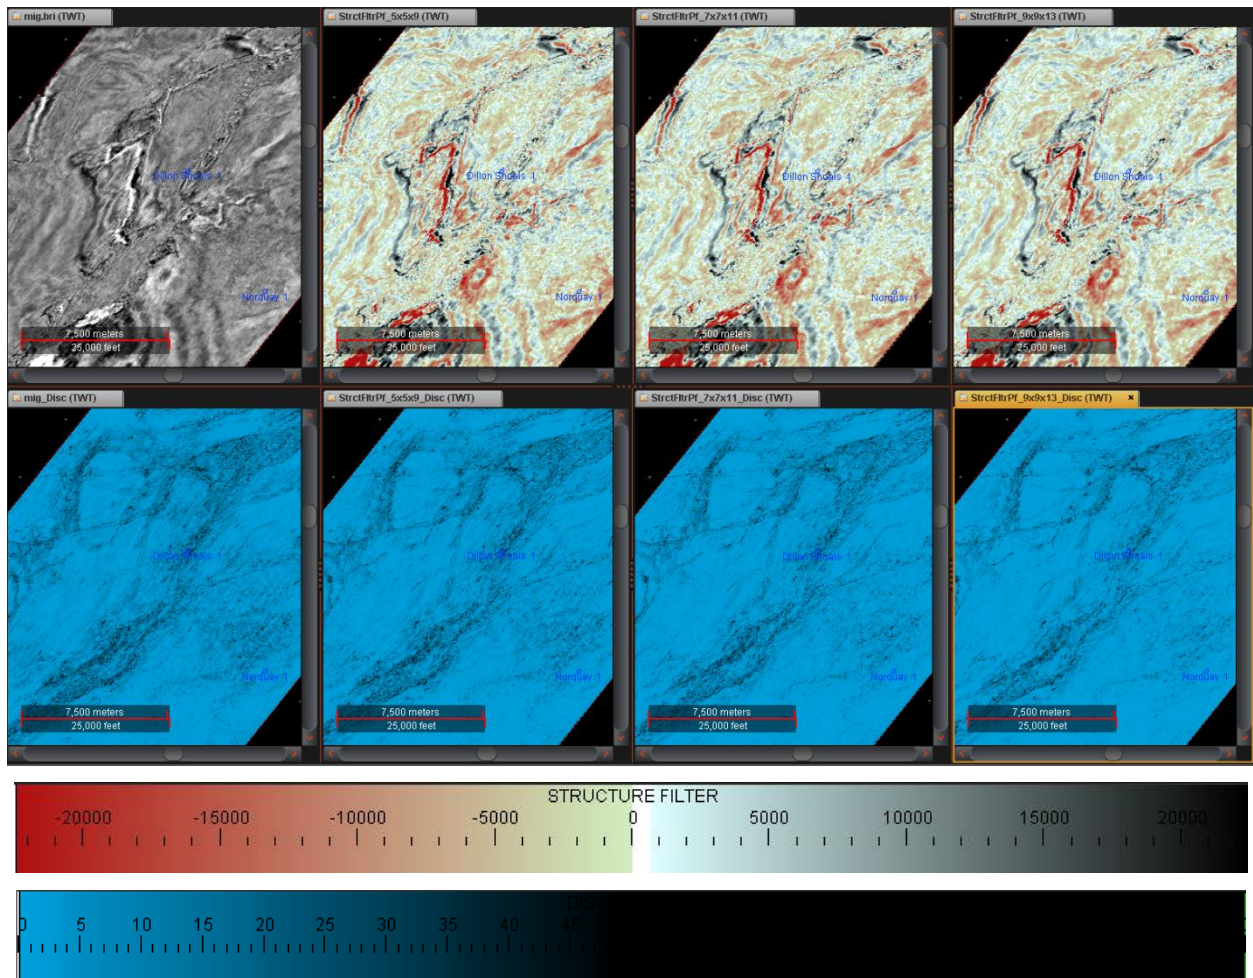 mig.bri (TWT)
StrctFltrPf_5x5x9 (TWT)
StrctFltrPf_7x7x11 (TWT)
StrctFltrPf_9x9x13 (TWT)
Dillon Shoals 1
Norquay 1
7,500 meters
25,000 feet
Dillon Shoals 1
Norquay 1
7,500 meters
25,000 feet
Dillon Shoals 1
Norquay 1
7,500 meters
25,000 feet
Dillon Shoals 1
Norquay 1
7,500 meters
25,000 feet
mig_Disc (TWT)
StrctFltrPf_5x5x9_Disc (TWT)
StrctFltrPf_7x7x11_Disc (TWT)
StrctFltrPf_9x9x13_Disc (TWT) ×
Dillon Shoals 1
Norquay 1
7,500 meters
25,000 feet
Dillon Shoals 1
Norquay 1
7,500 meters
25,000 feet
Dillon Shoals 1
Norquay 1
7,500 meters
25,000 feet
Dillon Shoals 1
Norquay 1
7,500 meters
25,000 feet
STRUCTURE FILTER
-20000 -15000 -10000 -5000 0 5000 10000 15000 20000
0 5 10 15 20 25 30 35 40 45